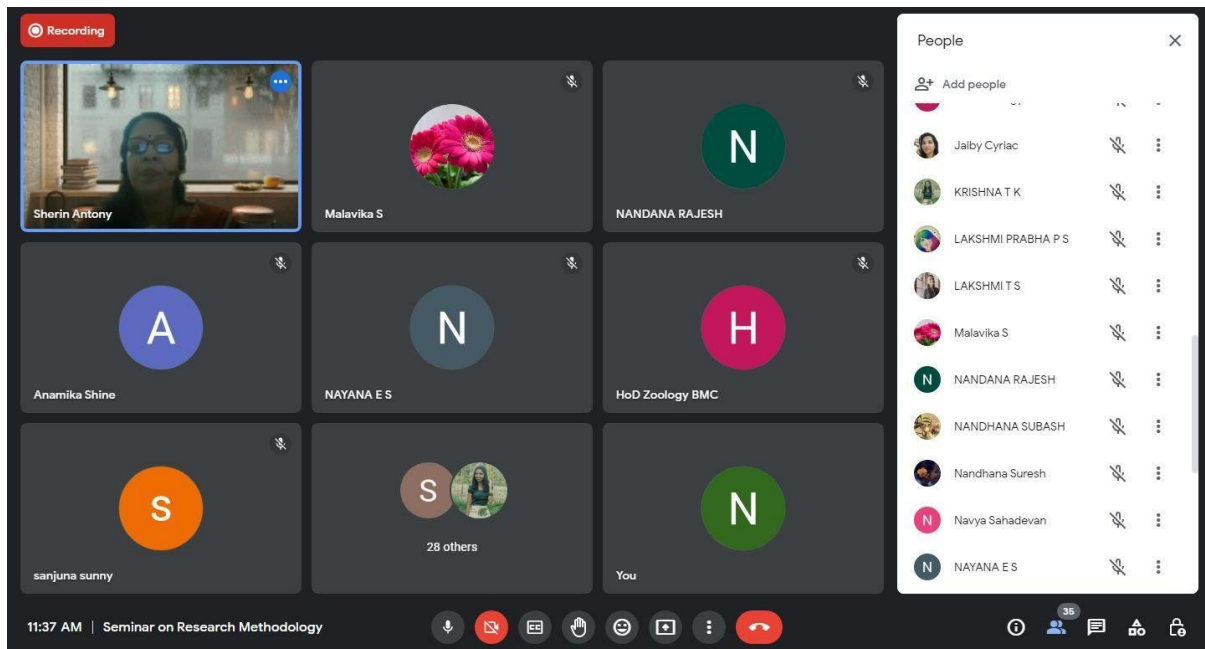 Recording
Sherin Antony
Malavika S
N
NANDANA RAJESH
A
Anamika Shine
N
NAYANA E S
H
HoD Zoology BMC
S
sanjuna sunny
S
28 others
N
You
11:37 AM | Seminar on Research Methodology
CC
35
People
Add people
Jaiby Cyriac
KRISHNA T K
LAKSHMI PRABHA P S
LAKSHMI T S
Malavika S
N NANDANA RAJESH
NANDHANA SUBASH
Nandhana Suresh
N Navya Sahadevan
N NAYANA E S